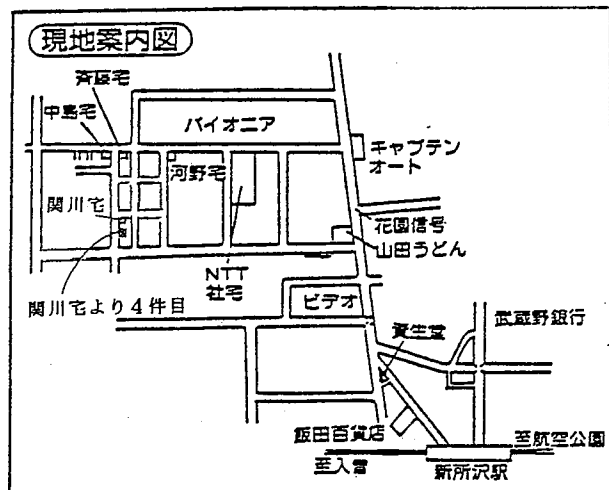 現地案内図
斉藤宅
中島宅
パイオニア
キャプテン
オート
河野宅
関川宅
花園信号
山田うどん
NTT
社宅
関川宅より4件目
ビデオ
資生堂
武蔵野銀行
飯田百貨店
至航空公園
至入曽
新所沢駅